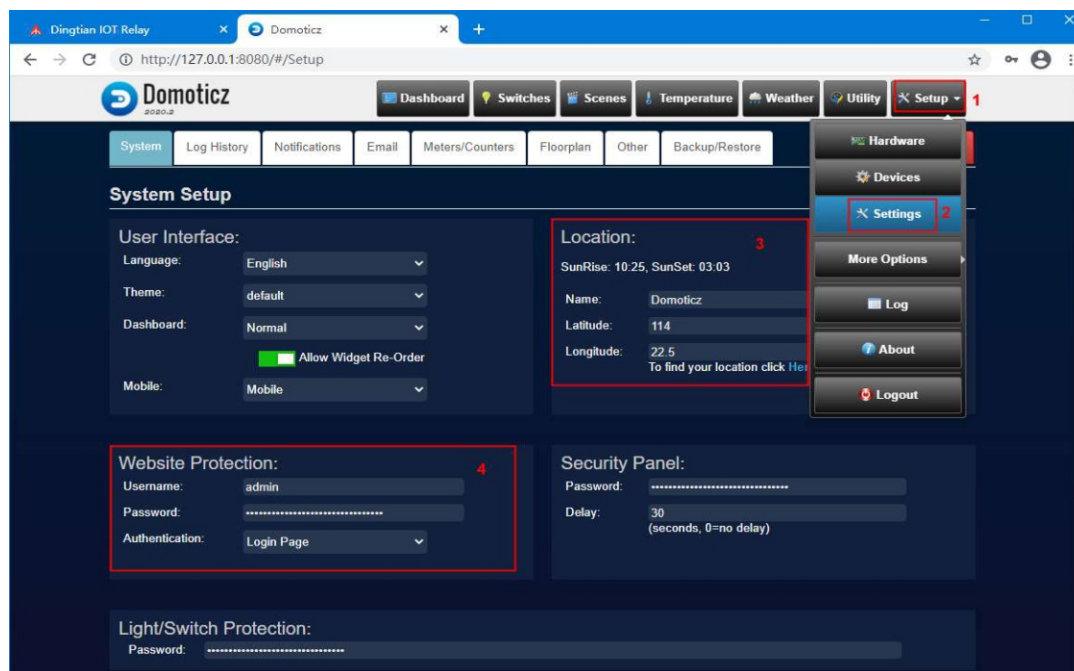 Dingtian IOT Relay
Domoticz
http://127.0.0.1:8080/#/Setup
Domoticz
2020.2
Dashboard Switches Scenes Temperature Weather Utility Setup 1
System Log History Notifications Email Meters/Counters Floorplan Other Backup/Restore
Hardware
Devices
Settings 2
More Options
Log
About
Logout
System Setup
User Interface:
Language: English
Theme: default
Dashboard: Normal
Allow Widget Re-Order
Mobile: Mobile
Location: 3
SunRise: 10:25, SunSet: 03:03
Name: Domoticz
Latitude: 114
Longitude: 22.5
To find your location click Her
Website Protection: 4
Username: admin
Password:
Authentication: Login Page
Security Panel:
Password:
Delay: 30
(seconds, 0=no delay)
Light/Switch Protection:
Password: